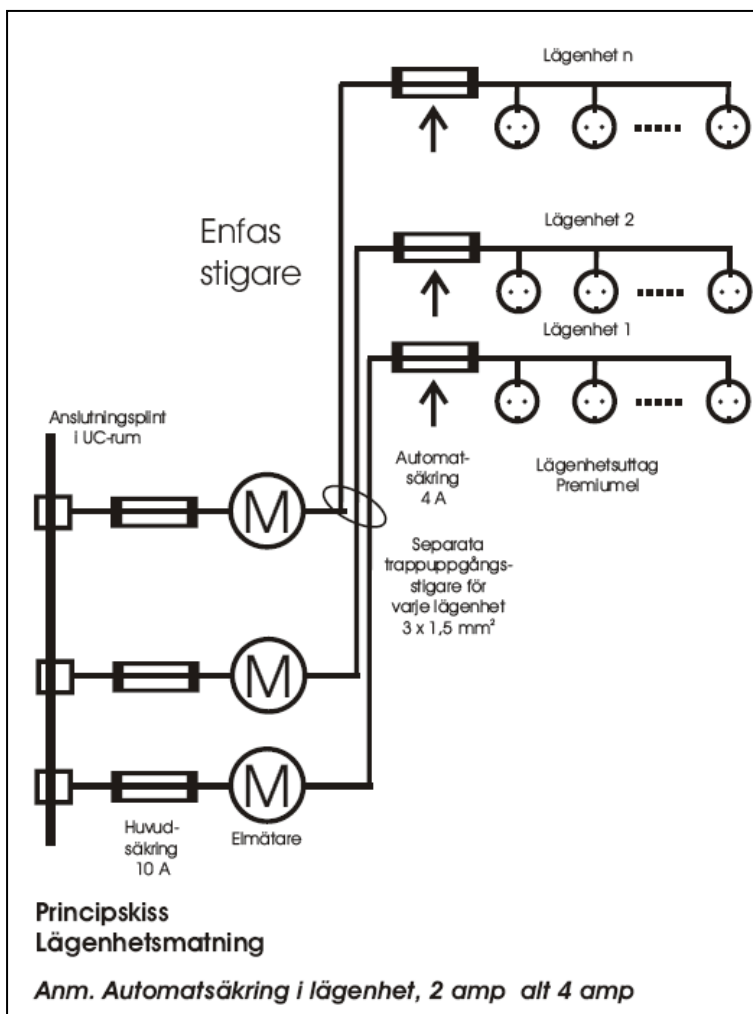 Lägenhet n
Enfas
stigare
Lägenhet 2
Lägenhet 1
Anslutningsplint
i UC-rum
Automat-
säkring
4 A
Lägenhetsuttag
Premiumel
M
Separata
trappuppgångs-
stigare för
varje lägenhet
3 x 1,5 mm²
M
M
Huvud-
säkring
10 A
Elmätare
Principskiss
Lägenhetsmatning
Anm. Automatsäkring i lägenhet, 2 amp alt 4 amp